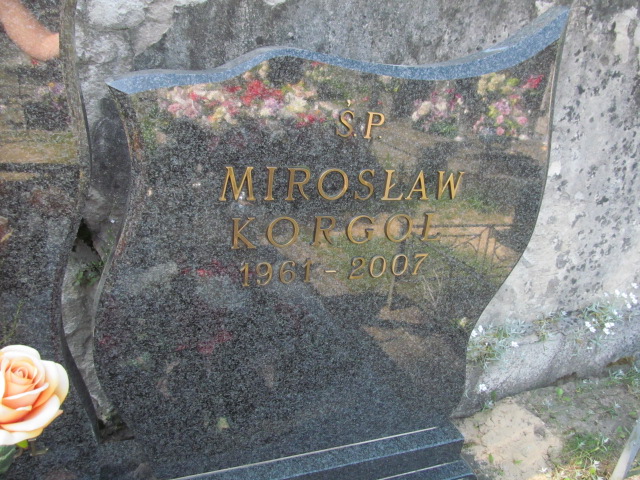 ŚP
MIROSŁAW
KORGOL
1961 - 2007